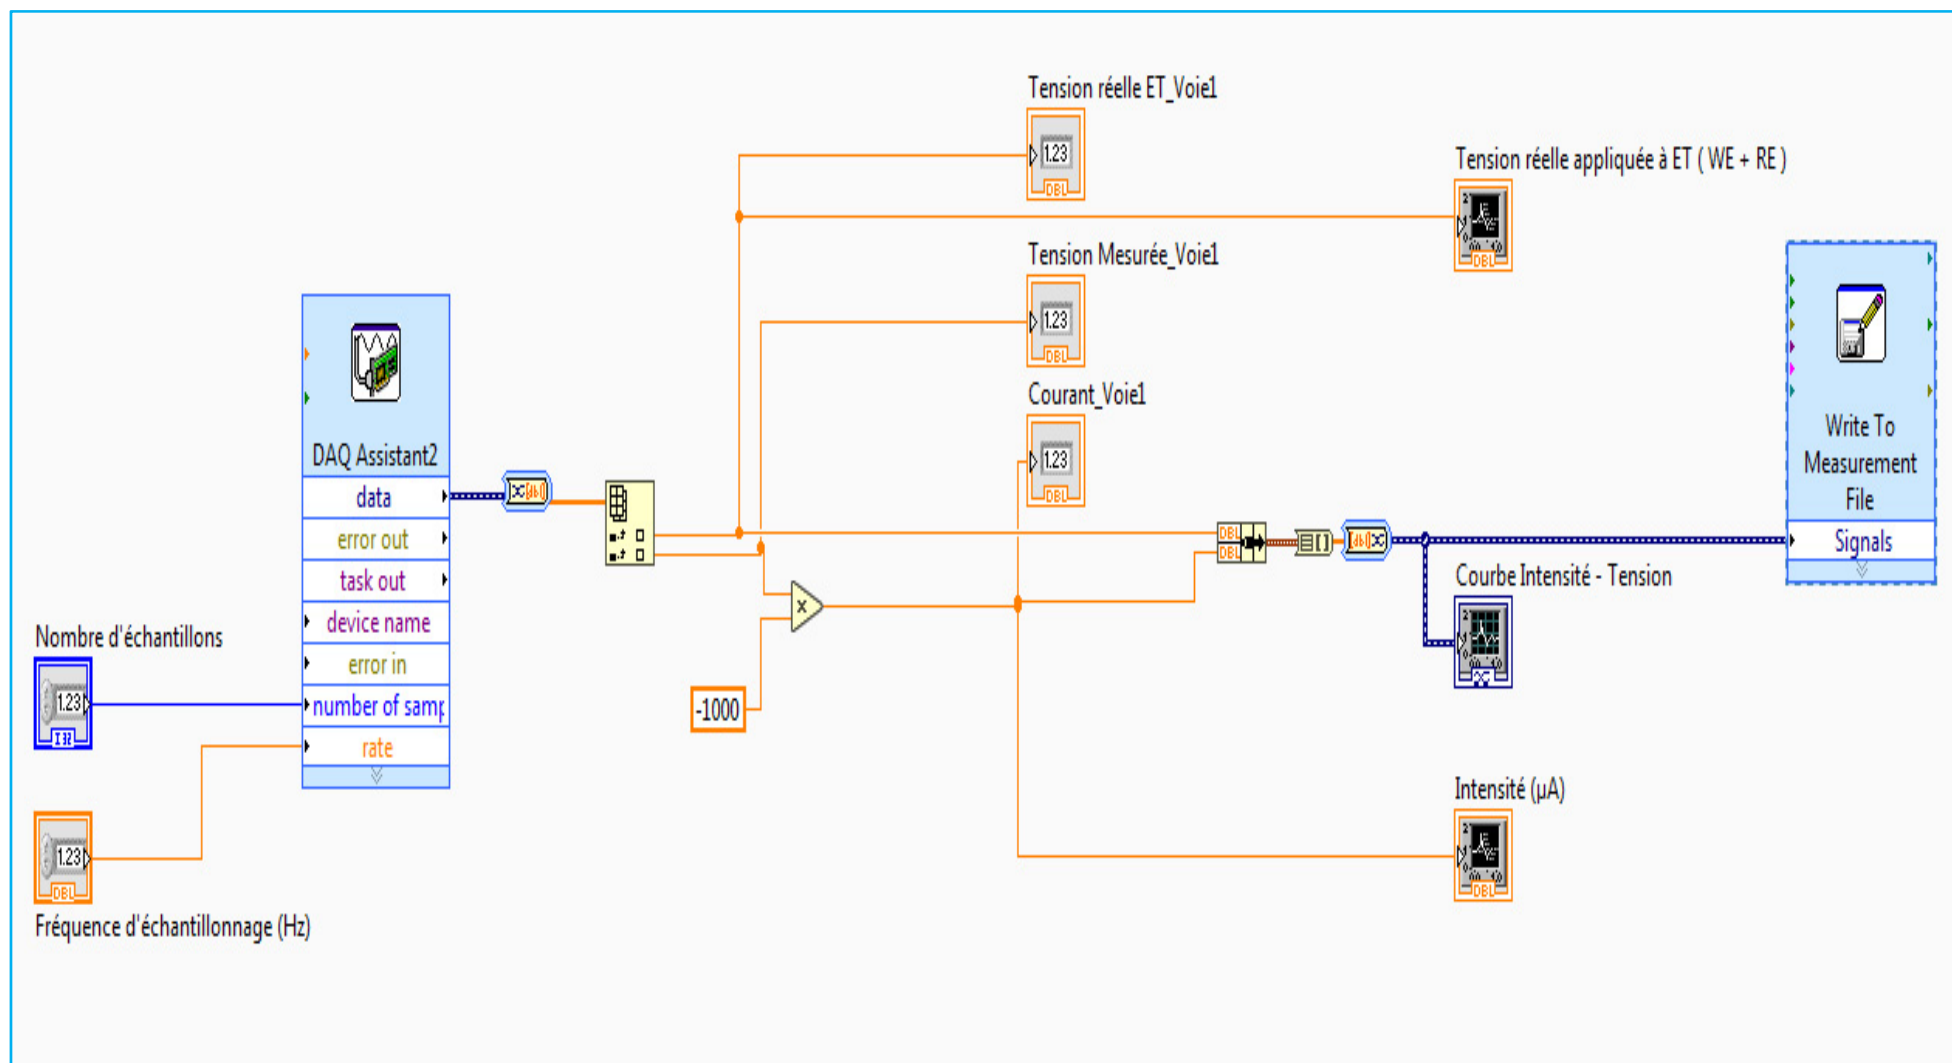 Tension réelle ET_Voie1
1.23
DBL
Tension réelle appliquée à ET ( WE + RE )
DBL
Tension Mesurée_Voie1
1.23
DBL
Courant_Voie1
1.23
DBL
DAQ Assistant2
data
error out
task out
device name
error in
number of samp
rate
[dbl]
Nombre d'échantillons
1.23
I32
1.23
DBL
Fréquence d'échantillonnage (Hz)
x
-1000
DBL
DBL
[dbl]
Write To
Measurement
File
Signals
Courbe Intensité - Tension
Intensité (µA)
DBL